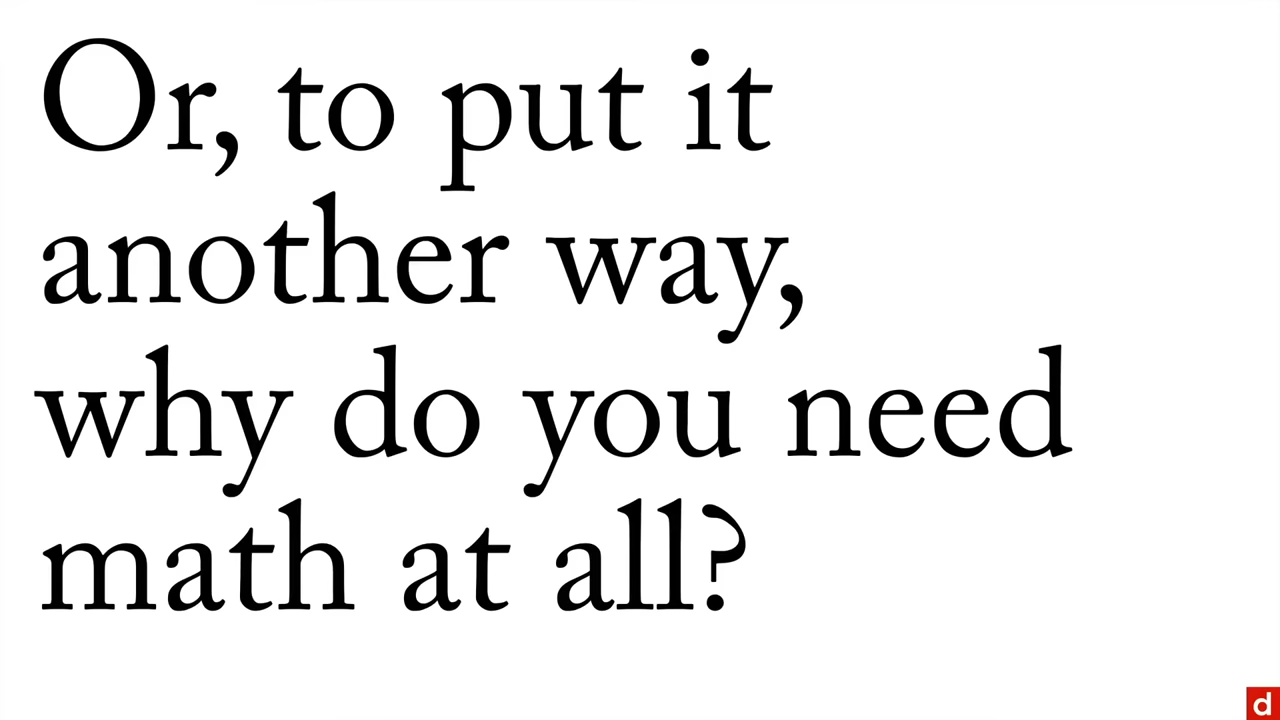 Or, to put it
another way,
why do you need
math at all?
d